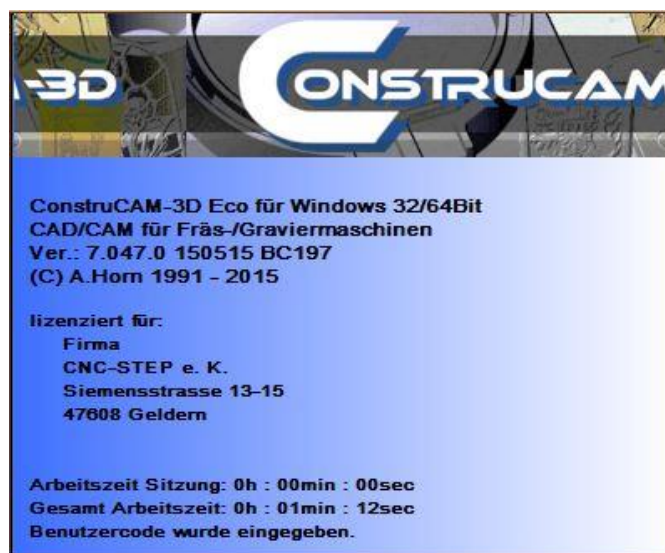 -3D CONSTRUCAM
ConstruCAM-3D Eco für Windows 32/64Bit
CAD/CAM für Fräs-/Graviermaschinen
Ver.: 7.047.0 150515 BC197
(C) A.Horn 1991 - 2015
lizenziert für:
Firma
CNC-STEP e. K.
Siemensstrasse 13-15
47608 Geldern
Arbeitszeit Sitzung: 0h : 00min : 00sec
Gesamt Arbeitszeit: 0h : 01min : 12sec
Benutzercode wurde eingegeben.